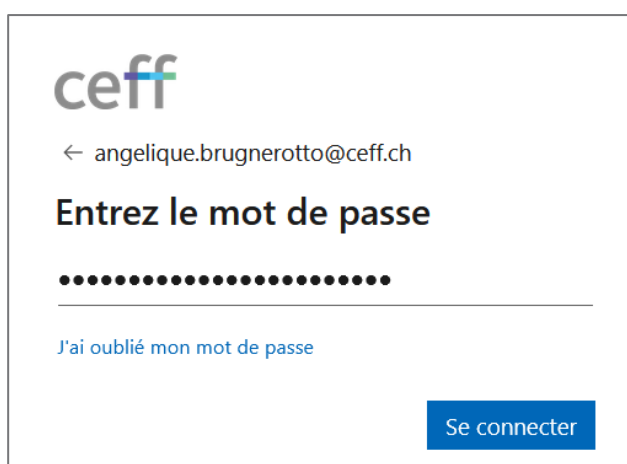 ceff
← angelique.brugnerotto@ceff.ch
Entrez le mot de passe
••••••••••••••••••••••••
J'ai oublié mon mot de passe
Se connecter